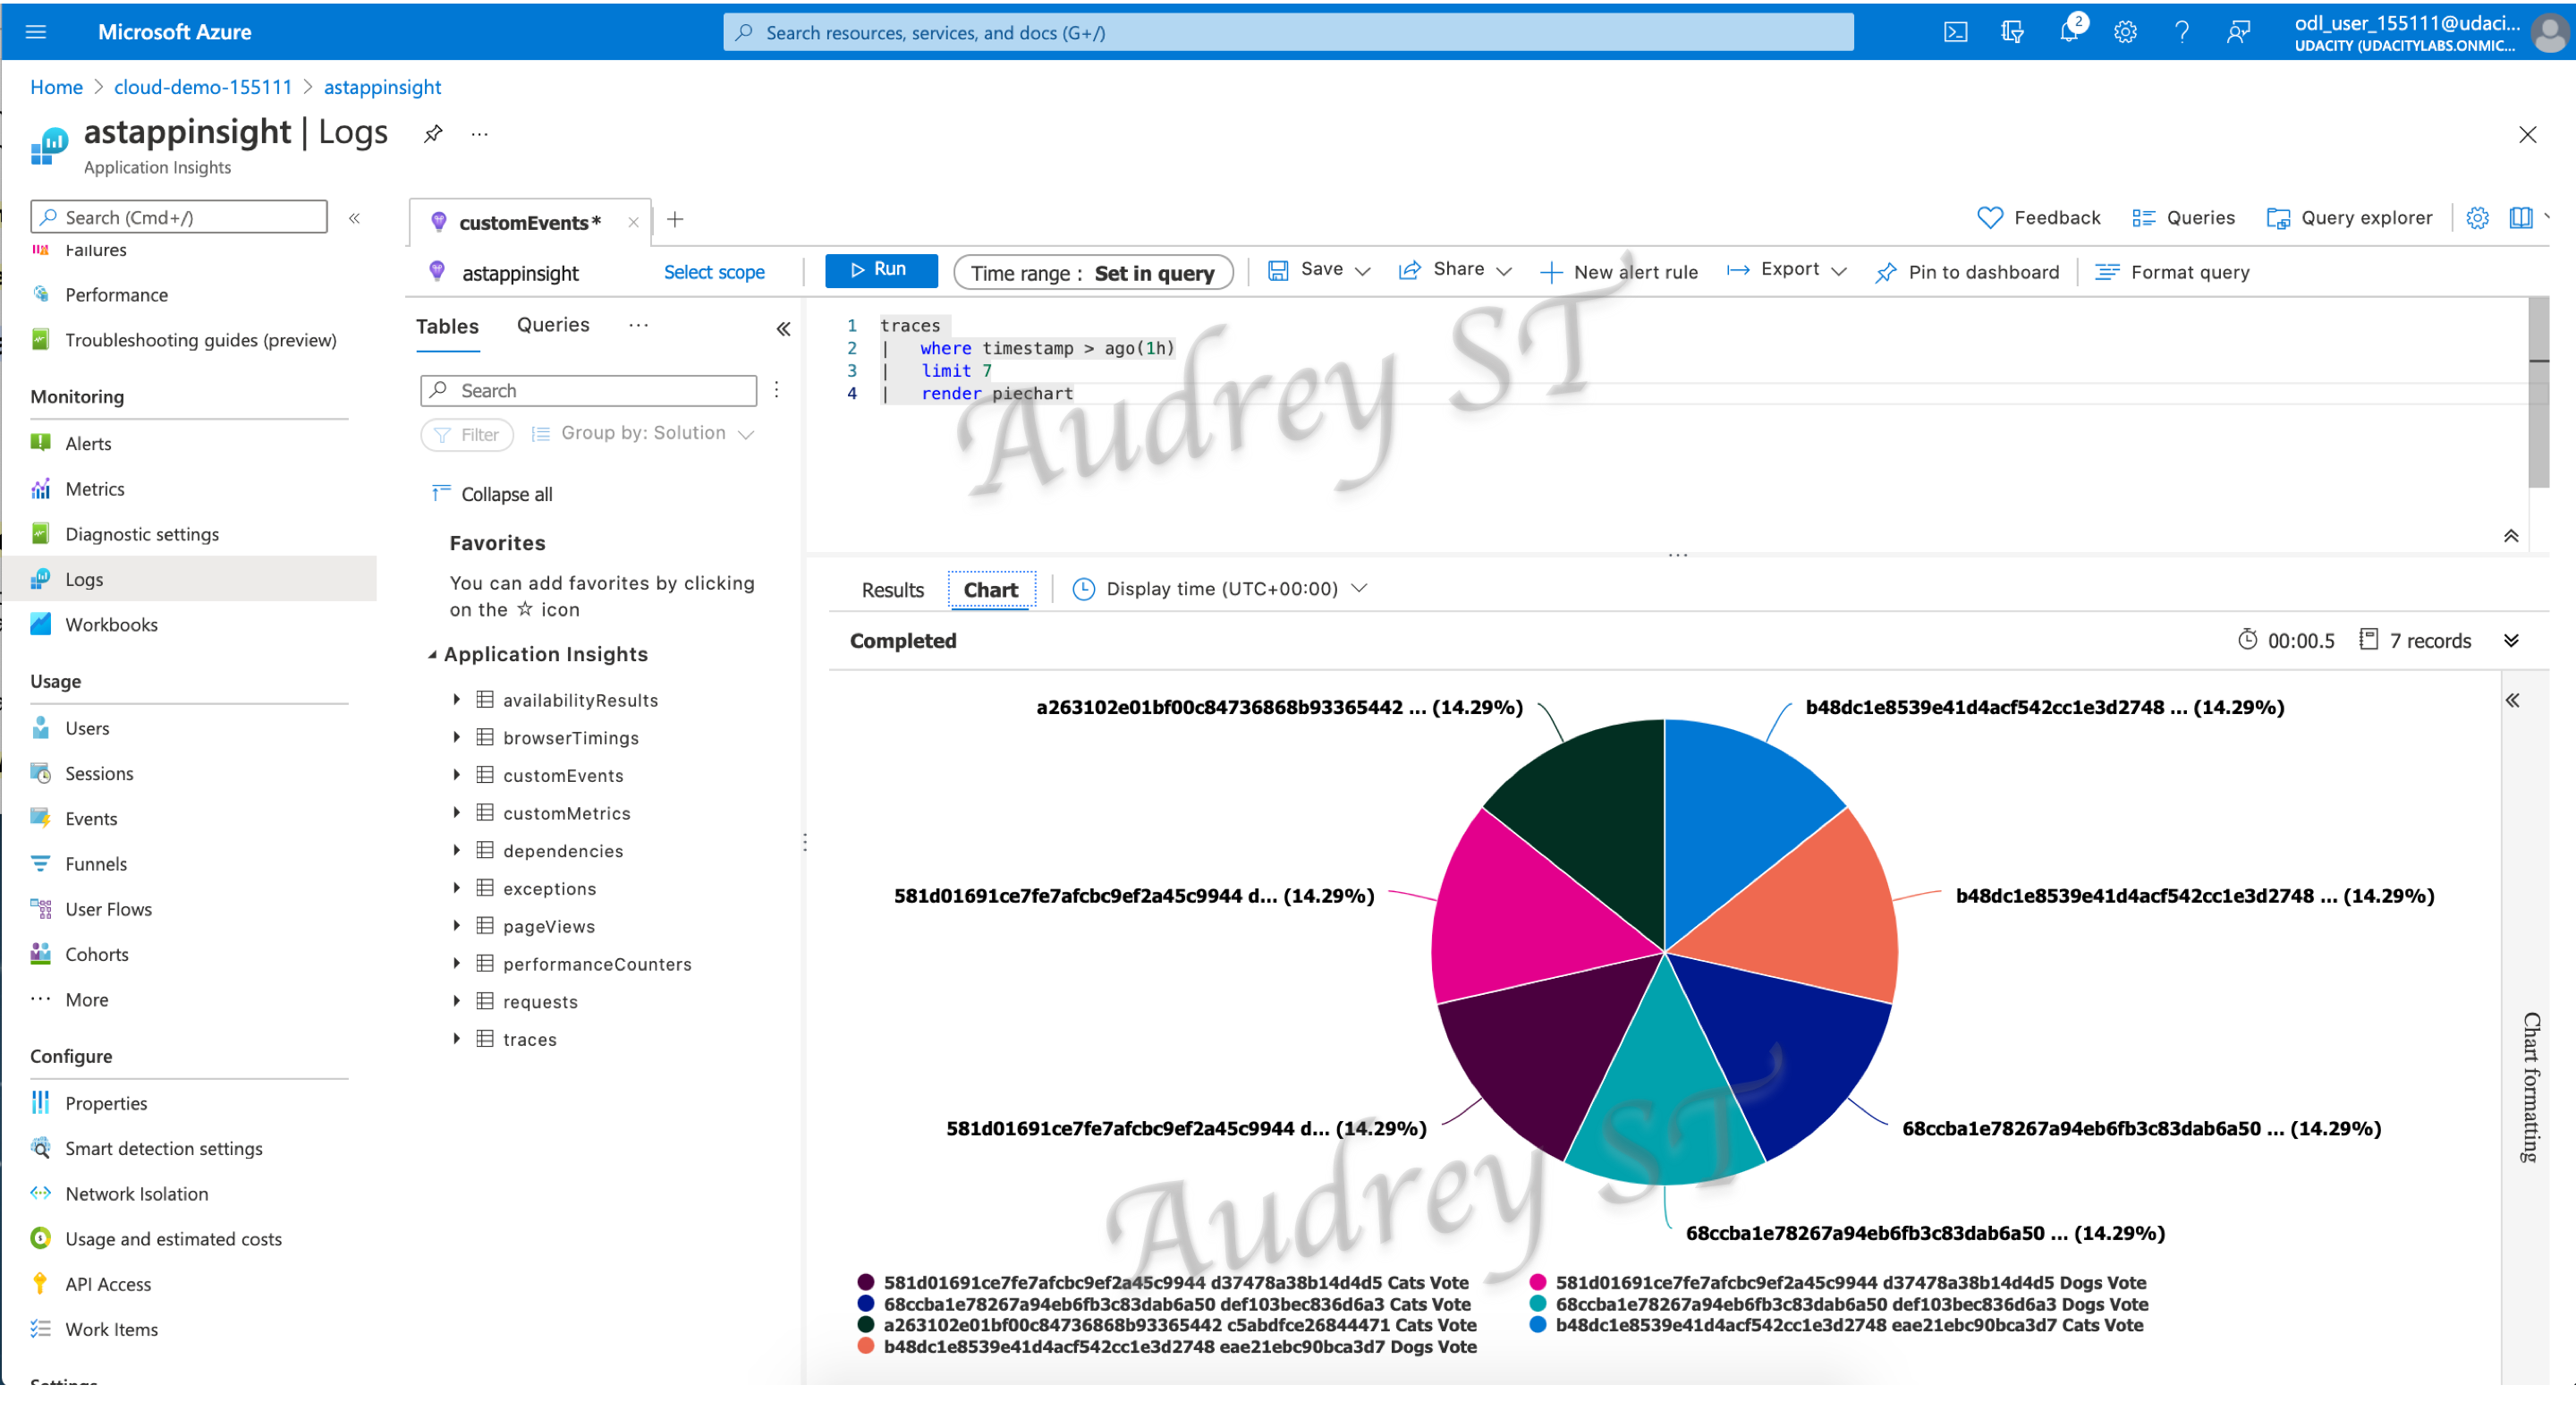 Microsoft Azure
Search resources, services, and docs (G+/)
2
odl_user_155111@udaci...
UDACITY (UDACITYLABS.ONMIC...
Home > cloud-demo-155111 > astappinsight
astappinsight | Logs
...
Application Insights
Search (Cmd+/)
«
Failures
Performance
Troubleshooting guides (preview)
Monitoring
Alerts
Metrics
Diagnostic settings
Logs
Workbooks
Usage
Users
Sessions
Events
Funnels
User Flows
Cohorts
... More
Configure
Properties
Smart detection settings
Network Isolation
Usage and estimated costs
API Access
Work Items
Settings
customEvents*
Feedback
Queries
Query explorer
astappinsight
Select scope
Run
Time range : Set in query
Save
Share
New alert rule
Export
Pin to dashboard
Format query
Tables
Queries
...
Search
Filter
Group by: Solution
Collapse all
Favorites
You can add favorites by clicking
on the ☆ icon
Application Insights
availabilityResults
browserTimings
customEvents
customMetrics
dependencies
exceptions
pageViews
performanceCounters
requests
traces
1 traces
2 | where timestamp > ago(1h)
3 | limit 7
4 | render piechart
Audrey ST
Results
Chart
Display time (UTC+00:00)
Completed
00:00.5
7 records
a263102e01bf00c84736868b93365442 ... (14.29%)
b48dc1e8539e41d4acf542cc1e3d2748 ... (14.29%)
581d01691ce7fe7afcbc9ef2a45c9944 d... (14.29%)
b48dc1e8539e41d4acf542cc1e3d2748 ... (14.29%)
581d01691ce7fe7afcbc9ef2a45c9944 d... (14.29%)
68ccba1e78267a94eb6fb3c83dab6a50 ... (14.29%)
68ccba1e78267a94eb6fb3c83dab6a50 ... (14.29%)
Audrey ST
Chart formatting
581d01691ce7fe7afcbc9ef2a45c9944 d37478a38b14d4d5 Cats Vote
581d01691ce7fe7afcbc9ef2a45c9944 d37478a38b14d4d5 Dogs Vote
68ccba1e78267a94eb6fb3c83dab6a50 def103bec836d6a3 Cats Vote
68ccba1e78267a94eb6fb3c83dab6a50 def103bec836d6a3 Dogs Vote
a263102e01bf00c84736868b93365442 c5abdfce26844471 Cats Vote
b48dc1e8539e41d4acf542cc1e3d2748 eae21ebc90bca3d7 Cats Vote
b48dc1e8539e41d4acf542cc1e3d2748 eae21ebc90bca3d7 Dogs Vote